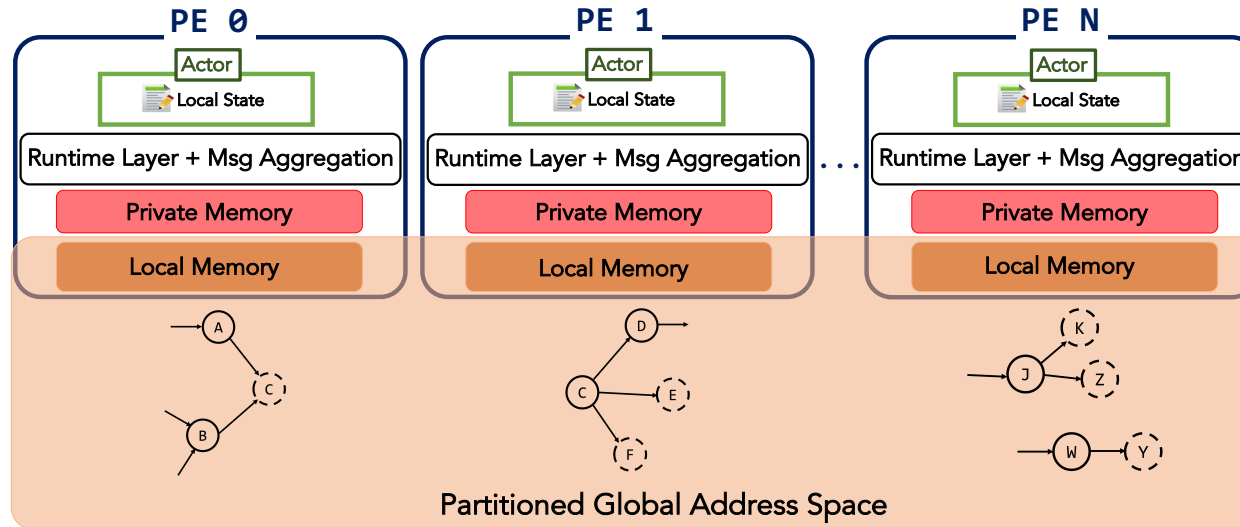 PE 0
PE 1
PE N
Actor
Actor
Actor
Local State
Local State
Local State
Runtime Layer + Msg Aggregation
Runtime Layer + Msg Aggregation
...
Runtime Layer + Msg Aggregation
Private Memory
Private Memory
Private Memory
Local Memory
Local Memory
Local Memory
A
C
B
D
C
E
F
K
J
Z
W
Y
Partitioned Global Address Space